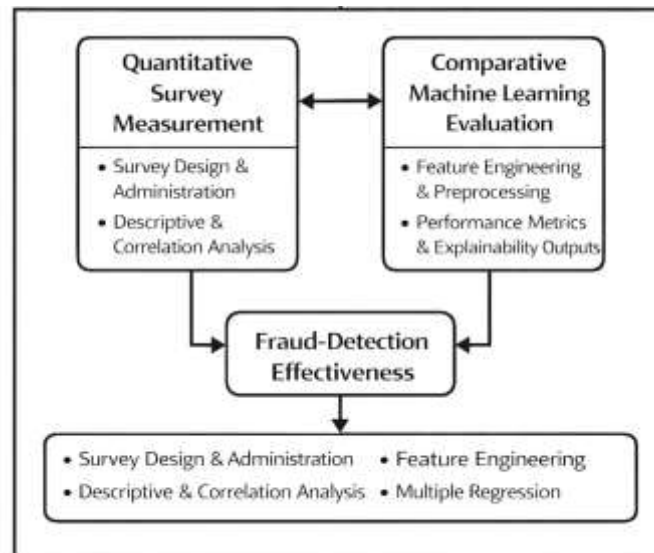 Quantitative
Survey
Measurement
• Survey Design &
Administration
• Descriptive &
Correlation Analysis
Comparative
Machine Learning
Evaluation
• Feature Engineering
& Preprocessing
• Performance Metrics
& Explainability Outputs
Fraud-Detection
Effectiveness
• Survey Design & Administration • Feature Engineering
• Descriptive & Correlation Analysis • Multiple Regression